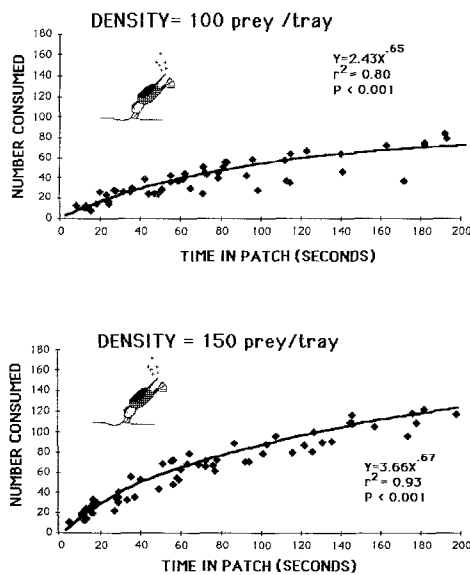 DENSITY= 100 prey /tray
Y=2.43X.65
r2 = 0.80
P < 0.001
NUMBER CONSUMED
180
160
140
120
100
80
60
40
20
0
0 20 40 60 80 100 120 140 160 180 200
TIME IN PATCH (SECONDS)
DENSITY = 150 prey/tray
NUMBER CONSUMED
180
160
140
120
100
80
60
40
20
0
Y=3.66X.67
r2 = 0.93
P < 0.001
0 20 40 60 80 100 120 140 160 180 200
TIME IN PATCH (SECONDS)